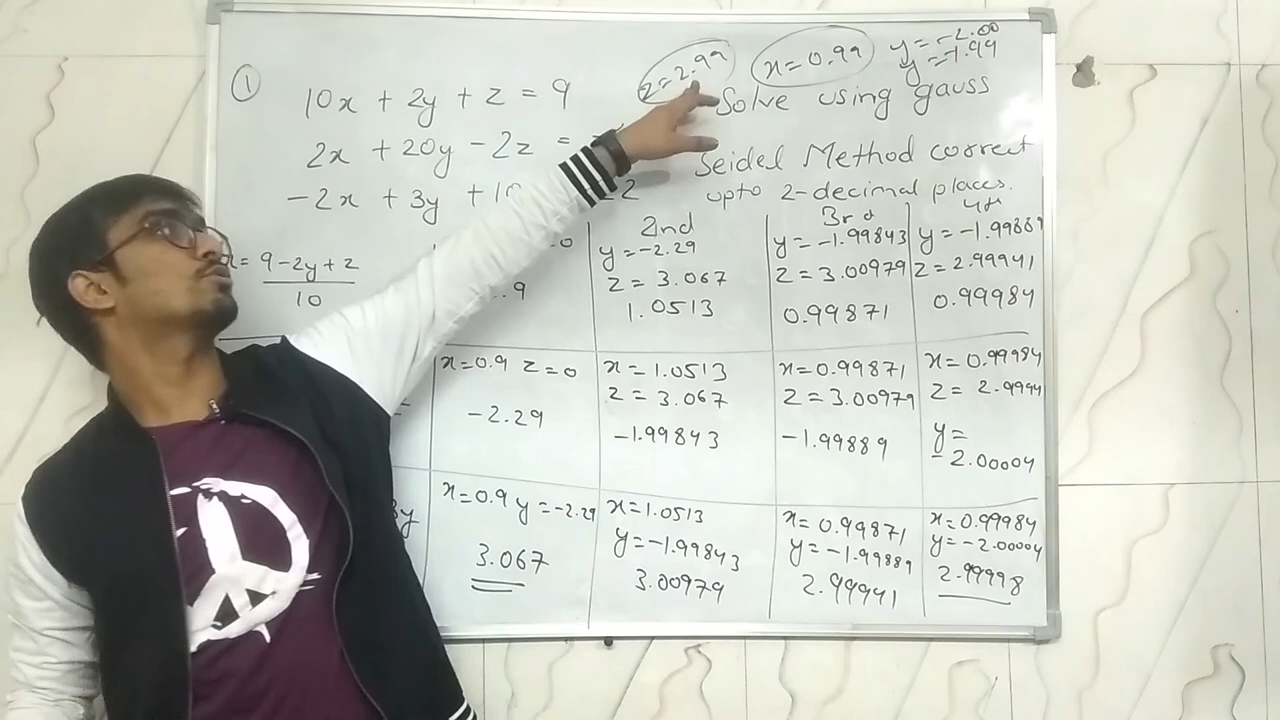 ①
z=2.99
x=0.99
y=-2.00
y=-1.99
10x + 2y + z = 9
2x + 20y - 2z =
-2x + 3y + 22
Solve using gauss
Seidel Method correct
upto 2-decimal places.
= 9-2y+z
10
.9
2nd
y=-2.29
z=3.067
1.0513
3rd
y=-1.99843
z=3.00979
0.99871
4th
y=-1.99889
z=2.99941
0.99984
x=0.9 z=0
-2.29
x=1.0513
z=3.067
-1.99843
x=0.99871
z=3.00979
-1.99889
x=0.99984
z=2.9994
y=
-2.00004
x=0.9 y=-2.29
3.067
x=1.0513
y=-1.99843
3.00979
x=0.99871
y=-1.99889
2.99941
x=0.99984
y=-2.00004
2.99998